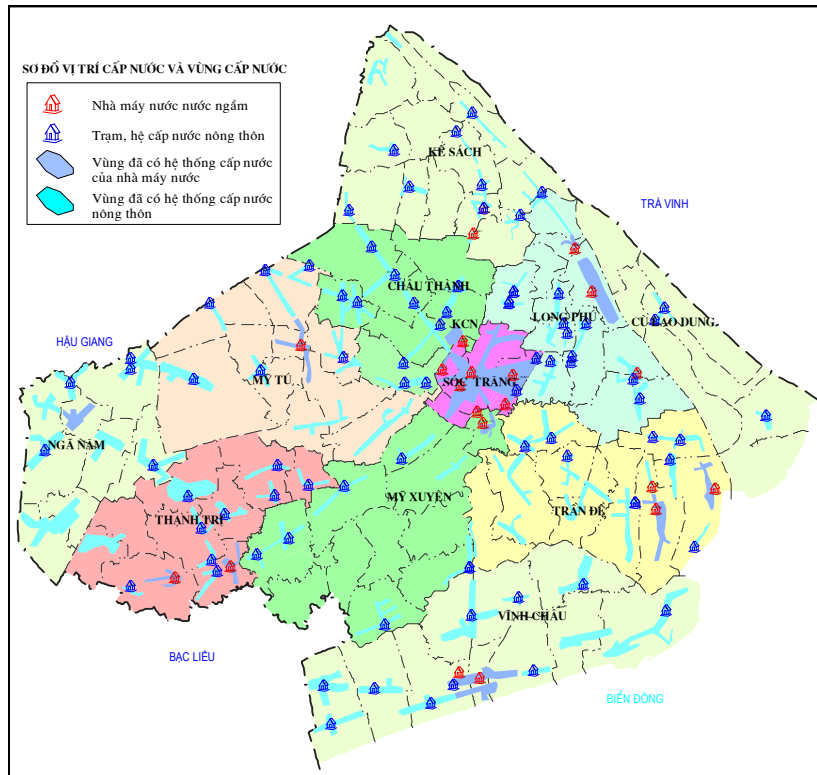 SƠ ĐỒ VỊ TRÍ CẤP NƯỚC VÀ VÙNG CẤP NƯỚC
Nhà máy nước nước ngầm
Trạm, hệ cấp nước nông thôn
Vùng đã có hệ thống cấp nước
của nhà máy nước
Vùng đã có hệ thống cấp nước
nông thôn
KẾ SÁCH
TRÀ VINH
CHÂU THÀNH
LONG PHÚ
CÙ LAO DUNG
KCN
HẬU GIANG
MỸ TÚ
SÓC TRĂNG
NGÃ NĂM
MỸ XUYÊN
TRẦN ĐỀ
THẠNH TRỊ
VĨNH CHÂU
BẠC LIÊU
BIỂN ĐÔNG